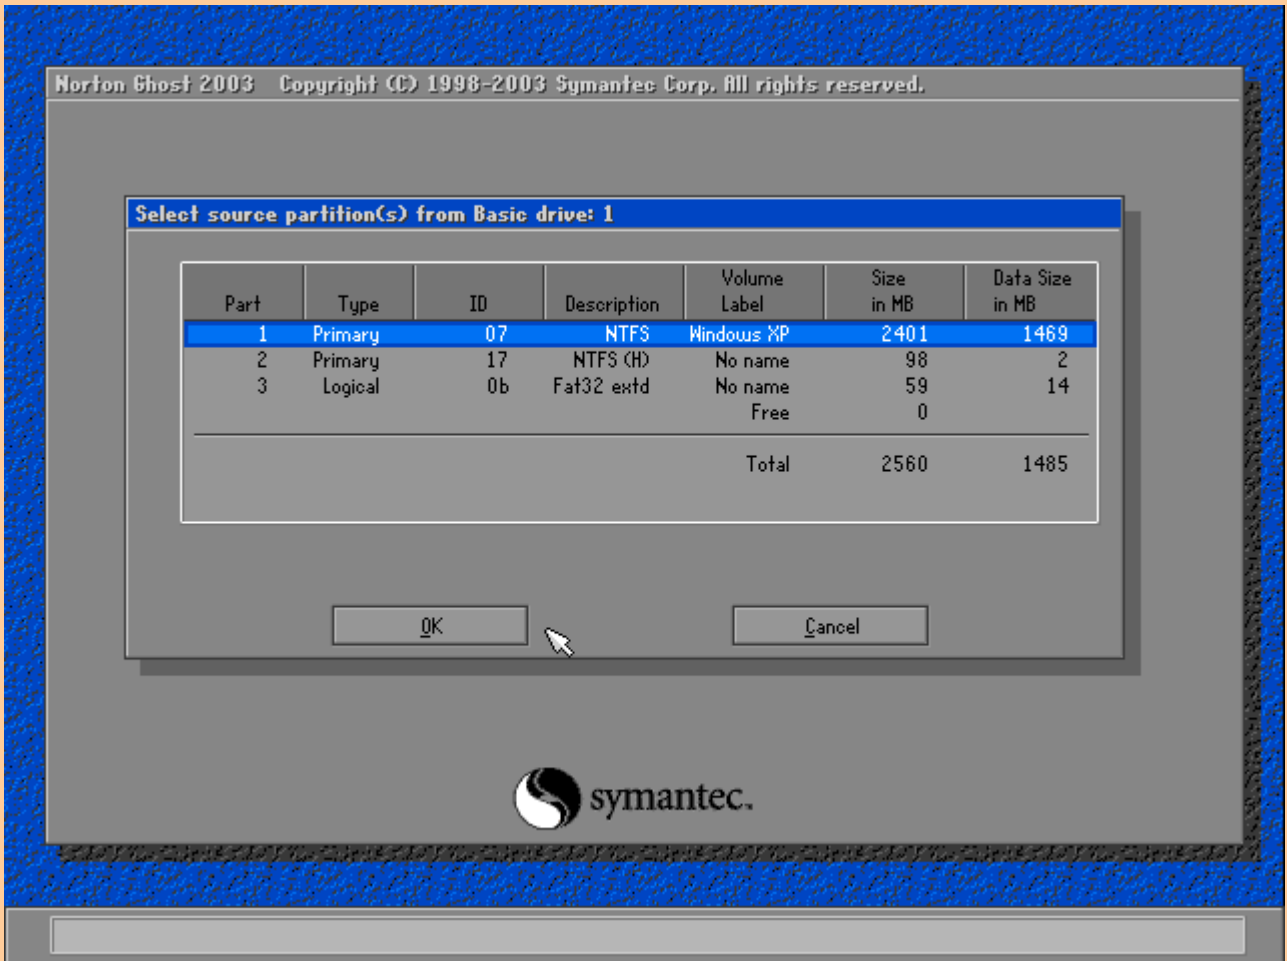 Norton Ghost 2003   Copyright (C) 1998-2003 Symantec Corp. All rights reserved.
Select source partition(s) from Basic drive: 1
Part Type ID Description Volume Label Size in MB Data Size in MB
1 Primary 07 NTFS Windows XP 2401 1469
2 Primary 17 NTFS (H) No name 98 2
3 Logical 0b Fat32 extd No name 59 14
Free 0
Total 2560 1485
OK Cancel
symantec.